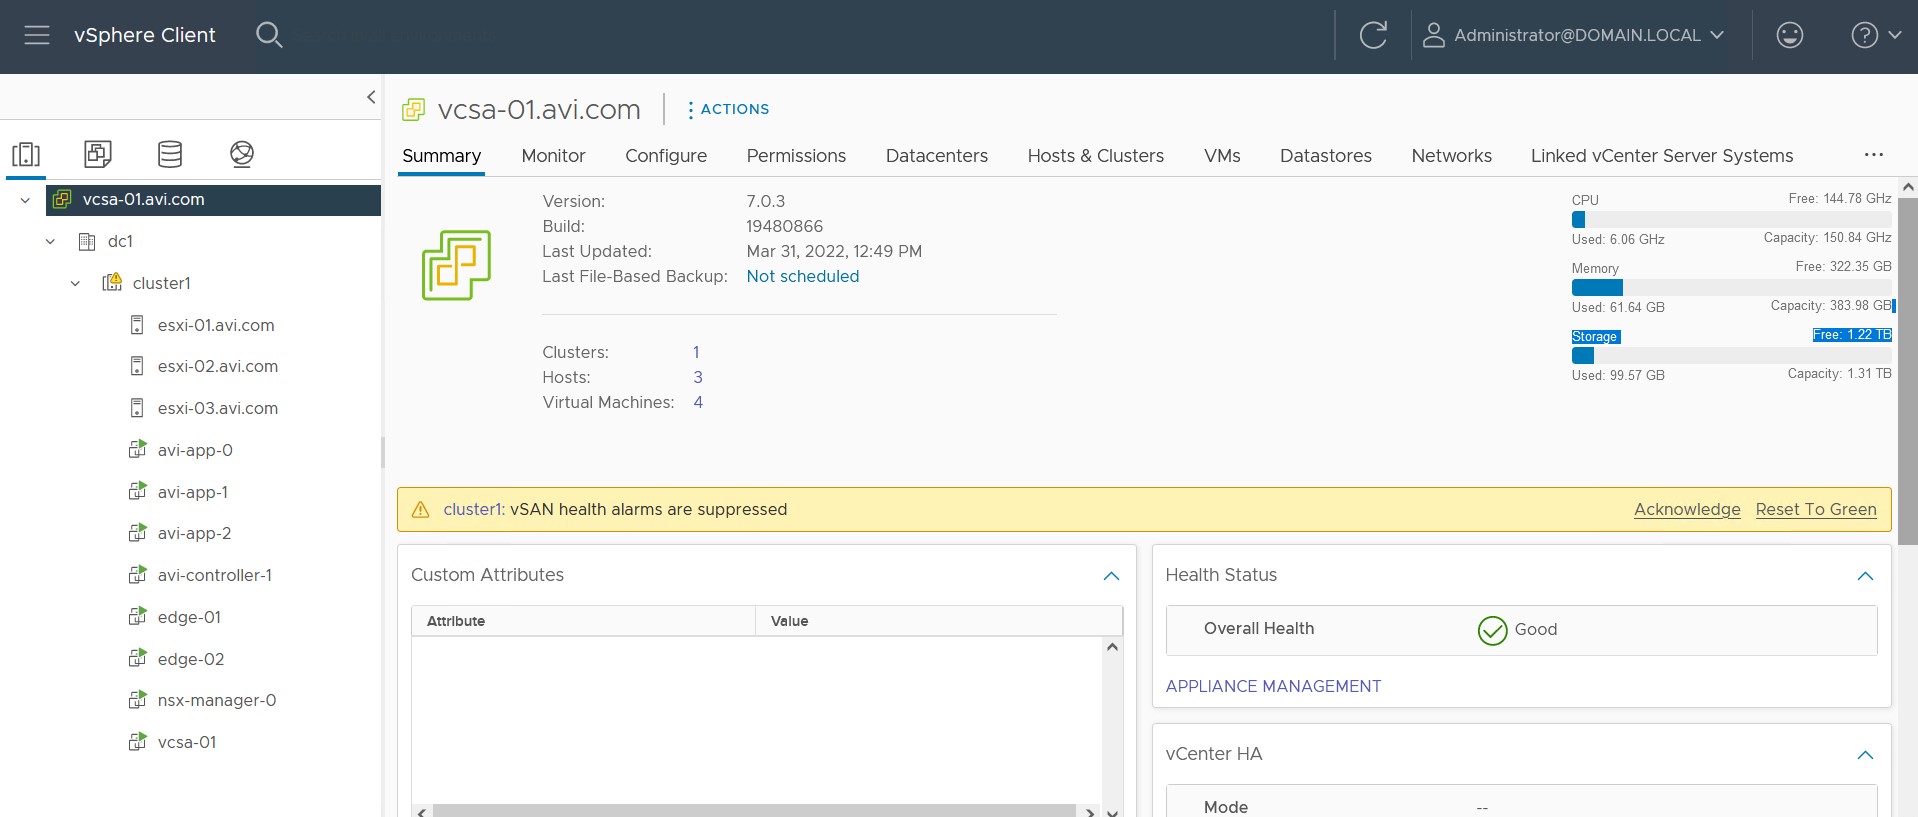 vSphere Client
Administrator@DOMAIN.LOCAL
vcsa-01.avi.com
ACTIONS
Summary Monitor Configure Permissions Datacenters Hosts & Clusters VMs Datastores Networks Linked vCenter Server Systems ...
vcsa-01.avi.com
dc1
cluster1
esxi-01.avi.com
esxi-02.avi.com
esxi-03.avi.com
avi-app-0
avi-app-1
avi-app-2
avi-controller-1
edge-01
edge-02
nsx-manager-0
vcsa-01
Version: 7.0.3
Build: 19480866
Last Updated: Mar 31, 2022, 12:49 PM
Last File-Based Backup: Not scheduled
Clusters: 1
Hosts: 3
Virtual Machines: 4
CPU Free: 144.78 GHz
Used: 6.06 GHz Capacity: 150.84 GHz
Memory Free: 322.35 GB
Used: 61.64 GB Capacity: 383.98 GB
Storage Free: 1.22 TB
Used: 99.57 GB Capacity: 1.31 TB
cluster1: vSAN health alarms are suppressed
Acknowledge Reset To Green
Custom Attributes
Attribute Value
Health Status
Overall Health Good
APPLIANCE MANAGEMENT
vCenter HA
Mode --